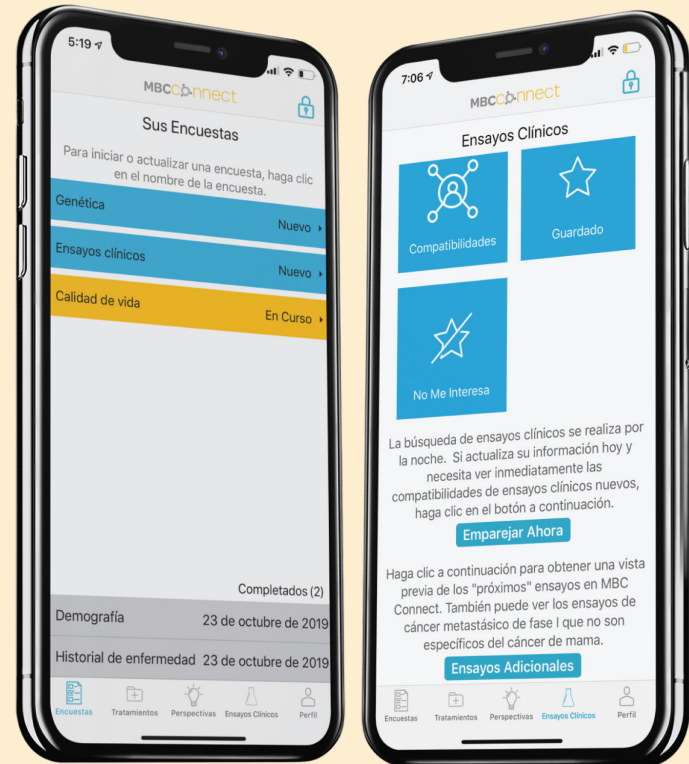 5:19
MBCconnect
Sus Encuestas
Para iniciar o actualizar una encuesta, haga clic
en el nombre de la encuesta.
Genética
Nuevo
Ensayos clínicos
Nuevo
Calidad de vida
En Curso
Completados (2)
Demografía 23 de octubre de 2019
Historial de enfermedad 23 de octubre de 2019
Encuestas Tratamientos Perspectivas Ensayos Clínicos Perfil
7:06
MBCconnect
Ensayos Clínicos
Compatibilidades
Guardado
No Me Interesa
La búsqueda de ensayos clínicos se realiza por
la noche. Si actualiza su información hoy y
necesita ver inmediatamente las
compatibilidades de ensayos clínicos nuevos,
haga clic en el botón a continuación.
Emparejar Ahora
Haga clic a continuación para obtener una vista
previa de los "próximos" ensayos en MBC
Connect. También puede ver los ensayos de
cáncer metastásico de fase I que no son
específicos del cáncer de mama.
Ensayos Adicionales
Encuestas Tratamientos Perspectivas Ensayos Clínicos Perfil